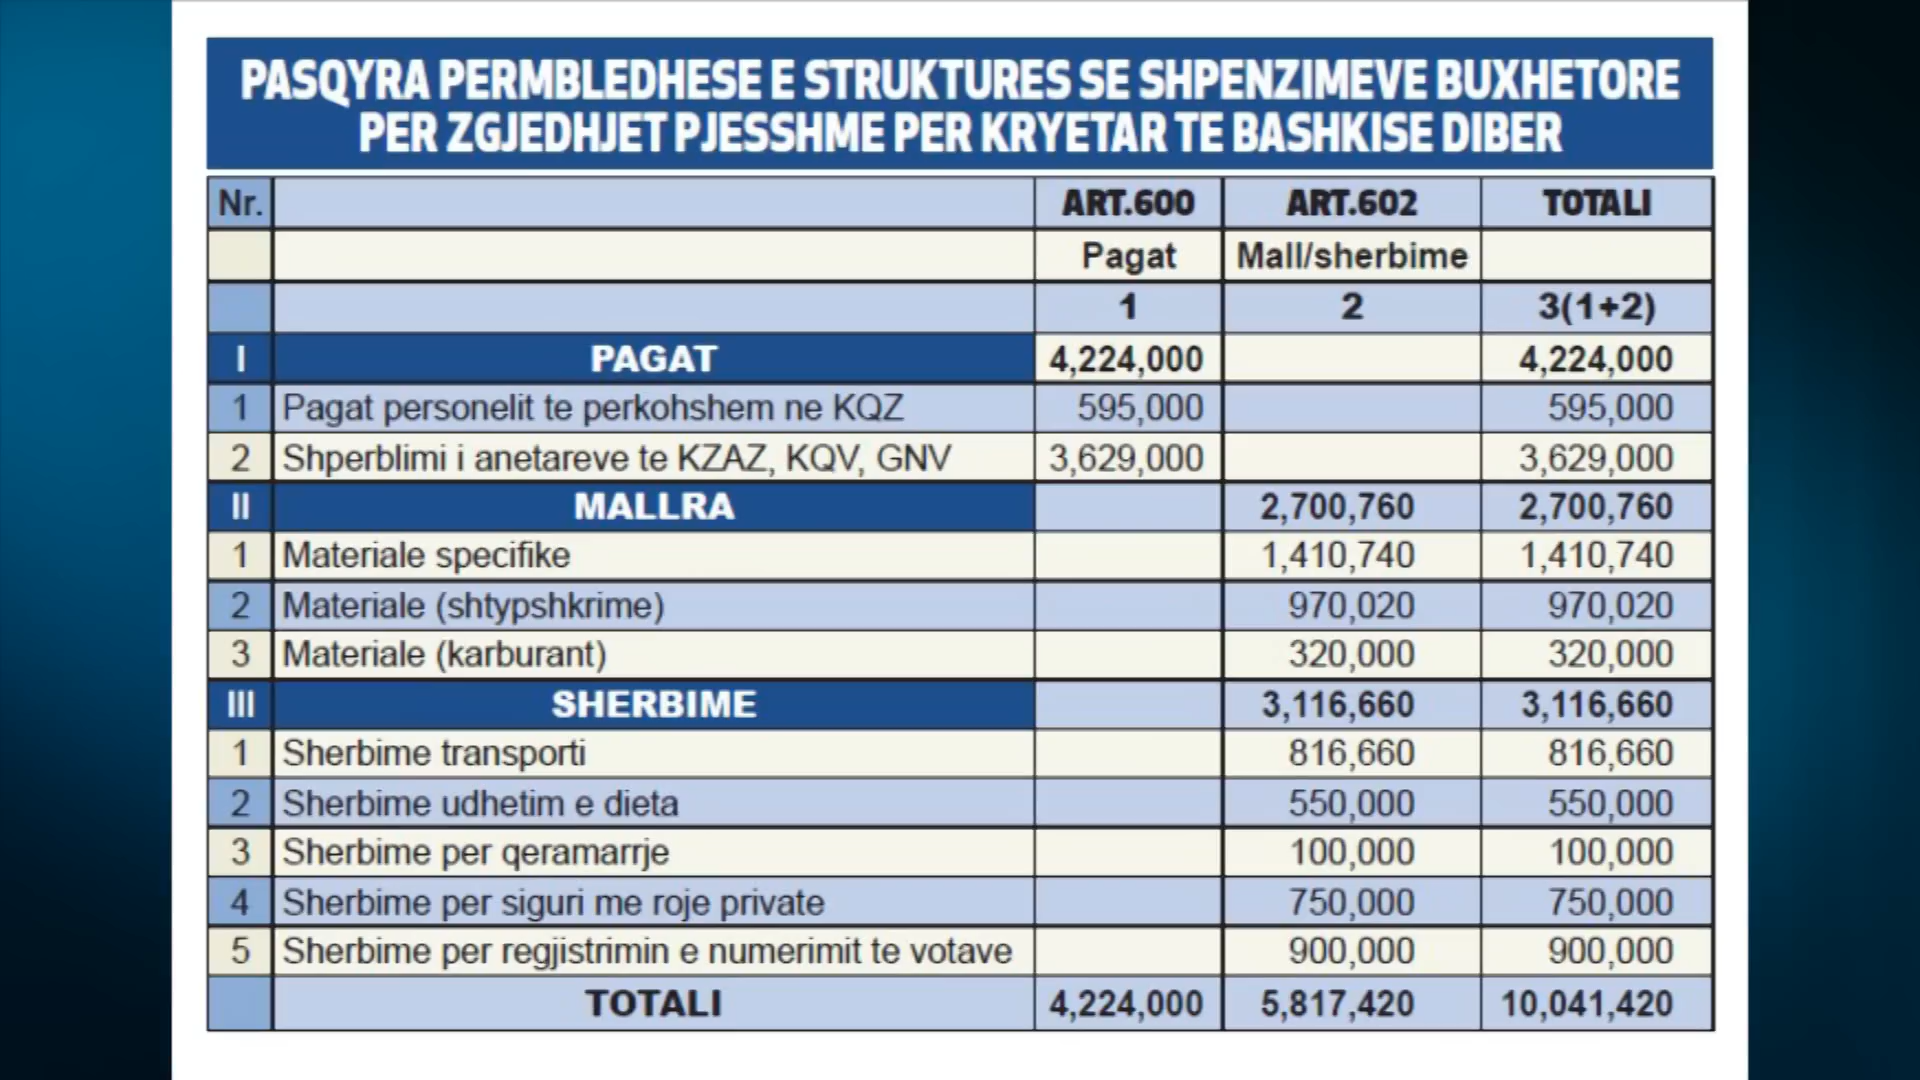 PASQYRA PERMBLEDHESE E STRUKTURES SE SHPENZIMEVE BUXHETORE
PER ZGJEDHJET PJESSHME PER KRYETAR TE BASHKISE DIBER
Nr. ART.600 ART.602 TOTALI
Pagat Mall/sherbime
1 2 3(1+2)
I PAGAT 4,224,000 4,224,000
1 Pagat personelit te perkohshem ne KQZ 595,000 595,000
2 Shperblimi i anetareve te KZAZ, KQV, GNV 3,629,000 3,629,000
II MALLRA 2,700,760 2,700,760
1 Materiale specifike 1,410,740 1,410,740
2 Materiale (shtypshkrime) 970,020 970,020
3 Materiale (karburant) 320,000 320,000
III SHERBIME 3,116,660 3,116,660
1 Sherbime transporti 816,660 816,660
2 Sherbime udhetim e dieta 550,000 550,000
3 Sherbime per qeramarrje 100,000 100,000
4 Sherbime per siguri me roje private 750,000 750,000
5 Sherbime per regjistrimin e numerimit te votave 900,000 900,000
TOTALI 4,224,000 5,817,420 10,041,420